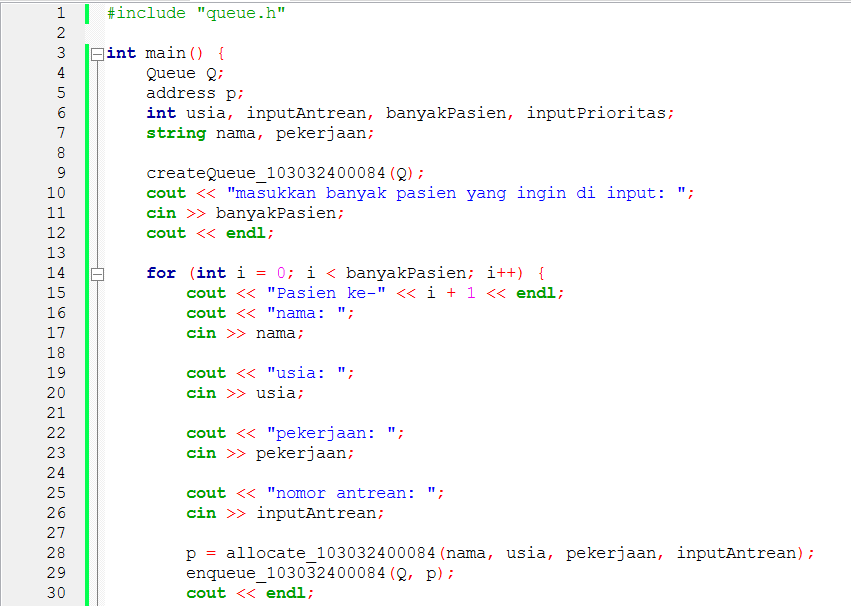 1 #include "queue.h"
2
3 int main() {
4     Queue Q;
5     address p;
6     int usia, inputAntrean, banyakPasien, inputPrioritas;
7     string nama, pekerjaan;
8
9     createQueue_103032400084(Q);
10     cout << "masukkan banyak pasien yang ingin di input: ";
11     cin >> banyakPasien;
12     cout << endl;
13
14     for (int i = 0; i < banyakPasien; i++) {
15         cout << "Pasien ke-" << i + 1 << endl;
16         cout << "nama: ";
17         cin >> nama;
18
19         cout << "usia: ";
20         cin >> usia;
21
22         cout << "pekerjaan: ";
23         cin >> pekerjaan;
24
25         cout << "nomor antrean: ";
26         cin >> inputAntrean;
27
28         p = allocate_103032400084(nama, usia, pekerjaan, inputAntrean);
29         enqueue_103032400084(Q, p);
30         cout << endl;